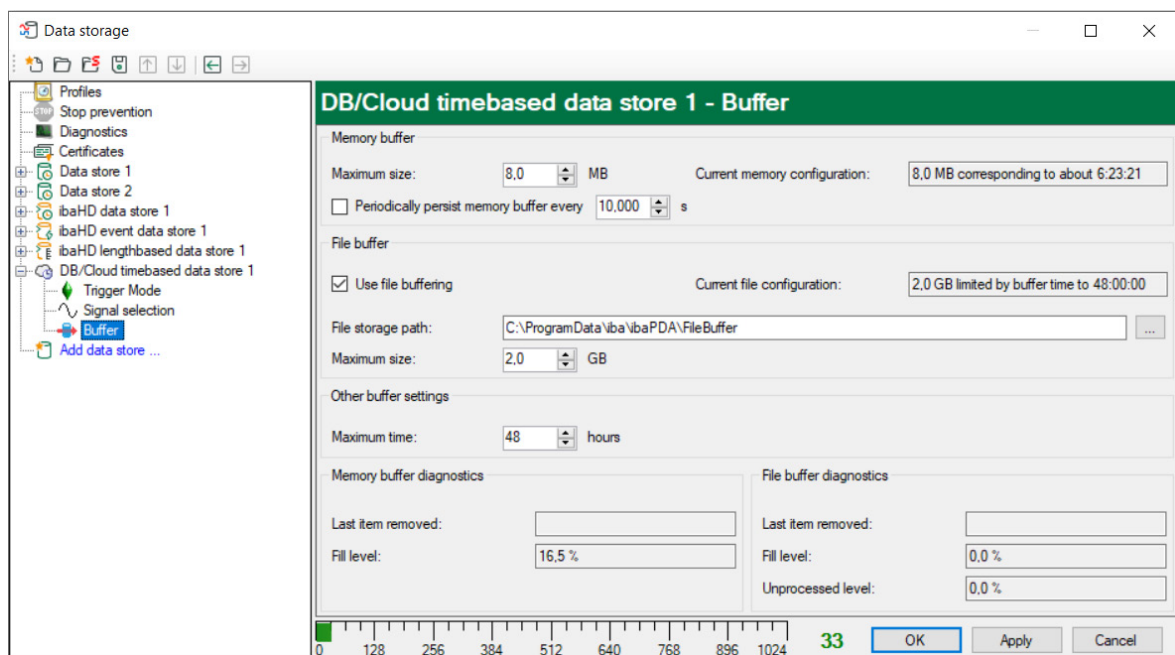 Data storage
Profiles
STOP Stop prevention
Diagnostics
Certificates
Data store 1
Data store 2
ibaHD data store 1
ibaHD event data store 1
ibaHD lengthbased data store 1
DB/Cloud timebased data store 1
Trigger Mode
Signal selection
Buffer
Add data store ...
DB/Cloud timebased data store 1 - Buffer
Memory buffer
Maximum size: 8,0 MB Current memory configuration: 8,0 MB corresponding to about 6:23:21
Periodically persist memory buffer every 10,000 s
File buffer
Use file buffering Current file configuration: 2,0 GB limited by buffer time to 48:00:00
File storage path: C:\ProgramData\iba\ibaPDA\FileBuffer ...
Maximum size: 2,0 GB
Other buffer settings
Maximum time: 48 hours
Memory buffer diagnostics
Last item removed:
Fill level: 16,5 %
File buffer diagnostics
Last item removed:
Fill level: 0,0 %
Unprocessed level: 0,0 %
0 128 256 384 512 640 768 896 1024
33 OK Apply Cancel